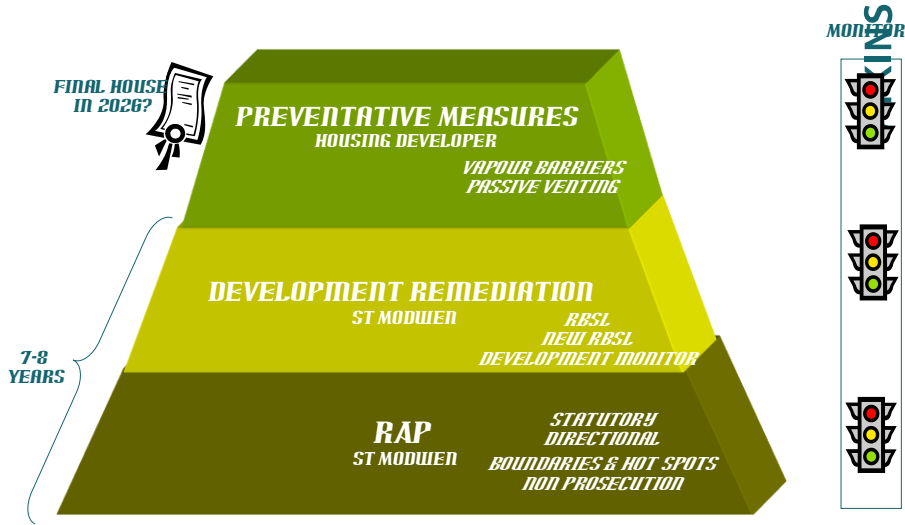 MONITOR
KINS
FINAL HOUSE
IN 2026?
PREVENTATIVE MEASURES
HOUSING DEVELOPER
VAPOUR BARRIERS
PASSIVE VENTING
DEVELOPMENT REMEDIATION
ST MODWEN
RBSL
NEW RBSL
DEVELOPMENT MONITOR
7-8
YEARS
RAP
ST MODWEN
STATUTORY
DIRECTIONAL
BOUNDARIES & HOT SPOTS
NON PROSECUTION